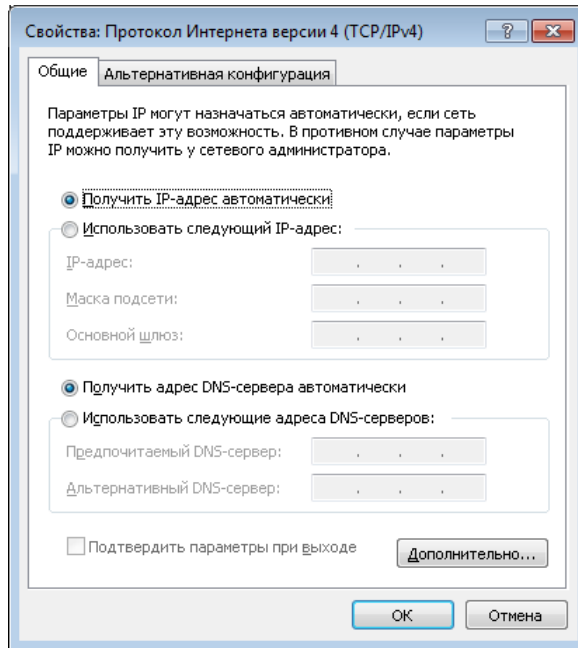 Свойства: Протокол Интернета версии 4 (TCP/IPv4)
Общие
Альтернативная конфигурация
Параметры IP могут назначаться автоматически, если сеть
поддерживает эту возможность. В противном случае параметры
IP можно получить у сетевого администратора.
Получить IP-адрес автоматически
Использовать следующий IP-адрес:
IP-адрес:
Маска подсети:
Основной шлюз:
Получить адрес DNS-сервера автоматически
Использовать следующие адреса DNS-серверов:
Предпочитаемый DNS-сервер:
Альтернативный DNS-сервер:
Подтвердить параметры при выходе
Дополнительно...
ОК
Отмена